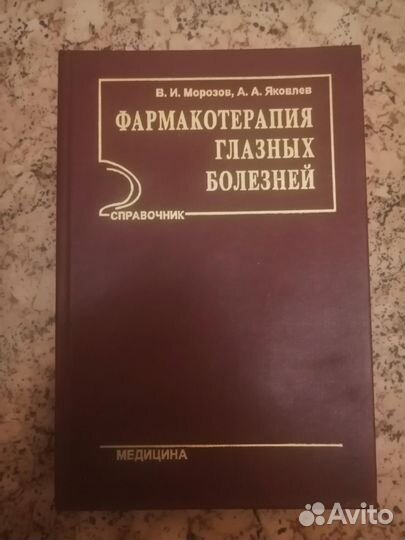 В. И. Морозов, А. А. Яковлев
ФАРМАКОТЕРАПИЯ
ГЛАЗНЫХ
БОЛЕЗНЕЙ
СПРАВОЧНИК
МЕДИЦИНА
Avito